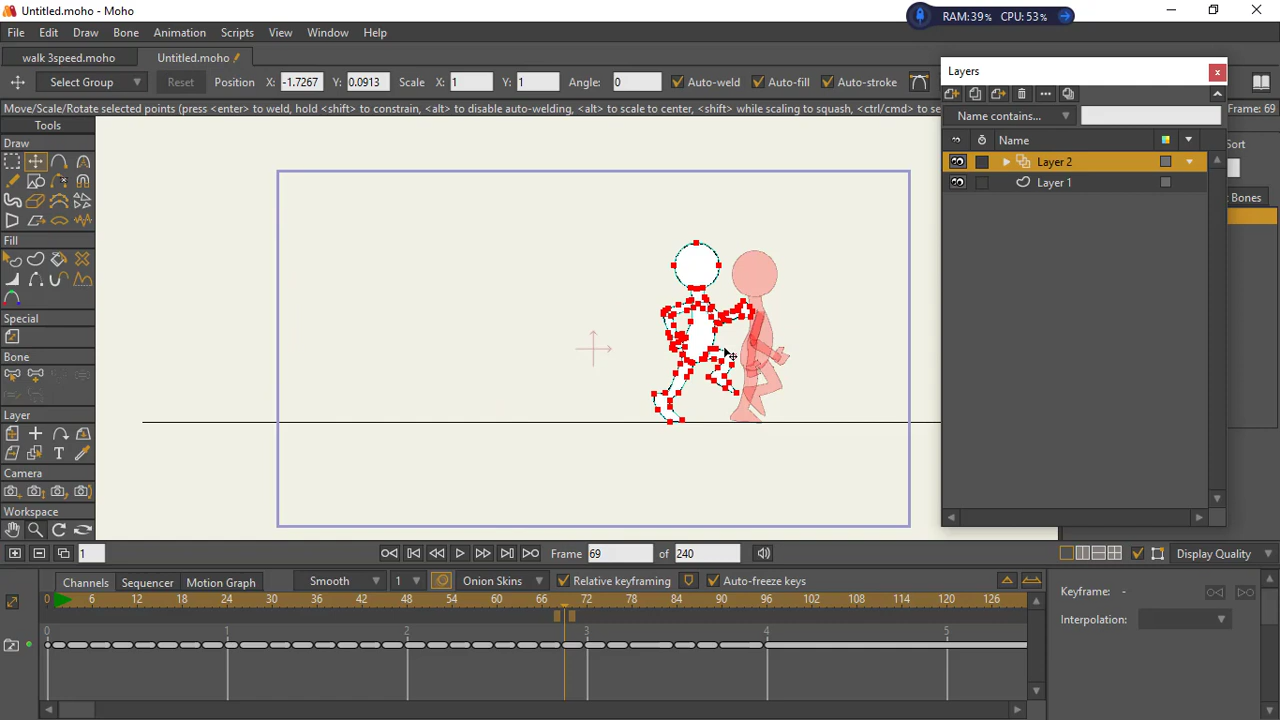 Untitled.moho - Moho
RAM:39% CPU: 53%
File Edit Draw Bone Animation Scripts View Window Help
walk 3speed.moho Untitled.moho
Select Group Reset Position X: -1.7267 Y: 0.0913 Scale X: 1 Y: 1 Angle: 0 Auto-weld Auto-fill Auto-stroke
Move/Scale/Rotate selected points (press <enter> to weld, hold <shift> to constrain, <alt> to disable auto-welding, <alt> to scale to center, <shift> while scaling to squash, <ctrl/cmd> to se
Frame: 69
Layers
Name contains...
Name
Layer 2
Layer 1
Sort
Bones
Tools
Draw
Fill
Special
Bone
Layer
Camera
Workspace
1 Frame 69 of 240 Display Quality
Channels Sequencer Motion Graph Smooth 1 Onion Skins Relative keyframing Auto-freeze keys
Keyframe: -
Interpolation:
0 6 12 18 24 30 36 42 48 54 60 66 72 78 84 90 96 102 108 114 120 126
0 1 2 3 4 5